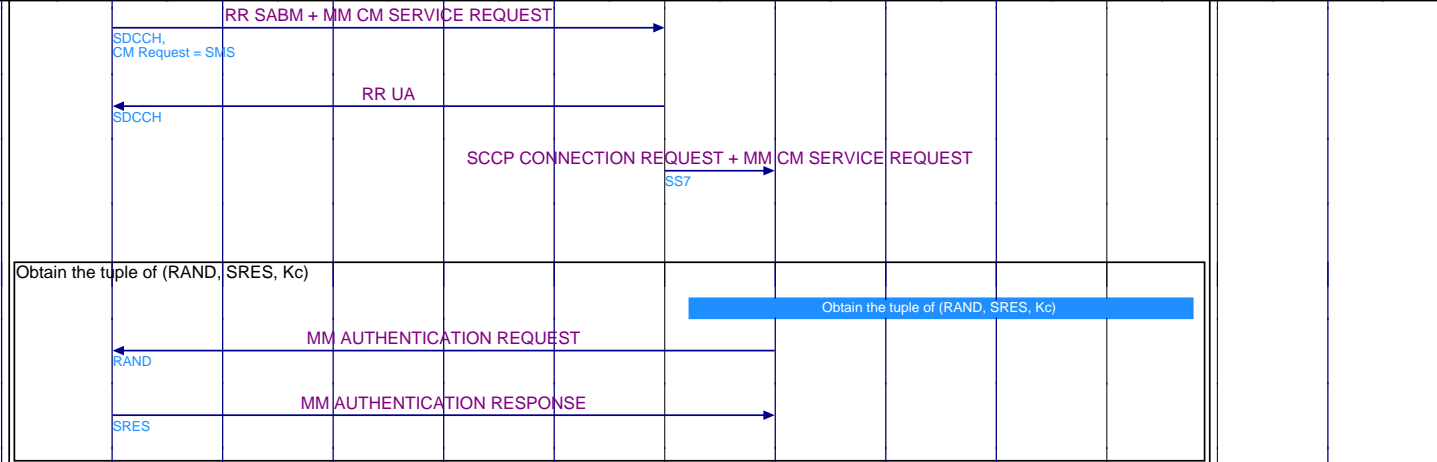 RR SABM + MM CM SERVICE REQUEST
SDCCH,
CM Request = SMS
RR UA
SDCCH
SCCP CONNECTION REQUEST + MM CM SERVICE REQUEST
SS7
Obtain the tuple of (RAND, SRES, Kc)
Obtain the tuple of (RAND, SRES, Kc)
MM AUTHENTICATION REQUEST
RAND
MM AUTHENTICATION RESPONSE
SRES